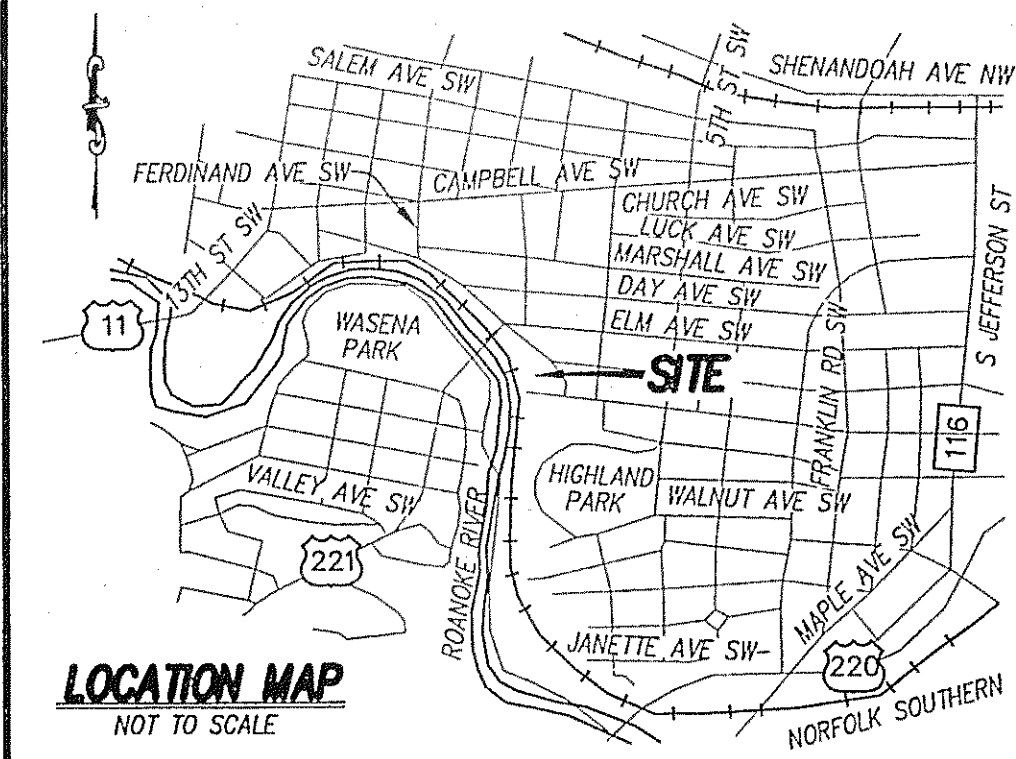 SALEM AVE SW
5TH ST SW
SHENANDOAH AVE NW
FERDINAND AVE SW
CAMPBELL AVE SW
CHURCH AVE SW
LUCK AVE SW
MARSHALL AVE SW
DAY AVE SW
ELM AVE SW
13TH ST SW
11
WASENA
PARK
SITE
FRANKLIN RD SW
S JEFFERSON ST
116
HIGHLAND
PARK
WALNUT AVE SW
VALLEY AVE SW
221
ROANOKE RIVER
MAPLE AVE SW
JANETTE AVE SW
220
NORFOLK SOUTHERN
LOCATION MAP
NOT TO SCALE